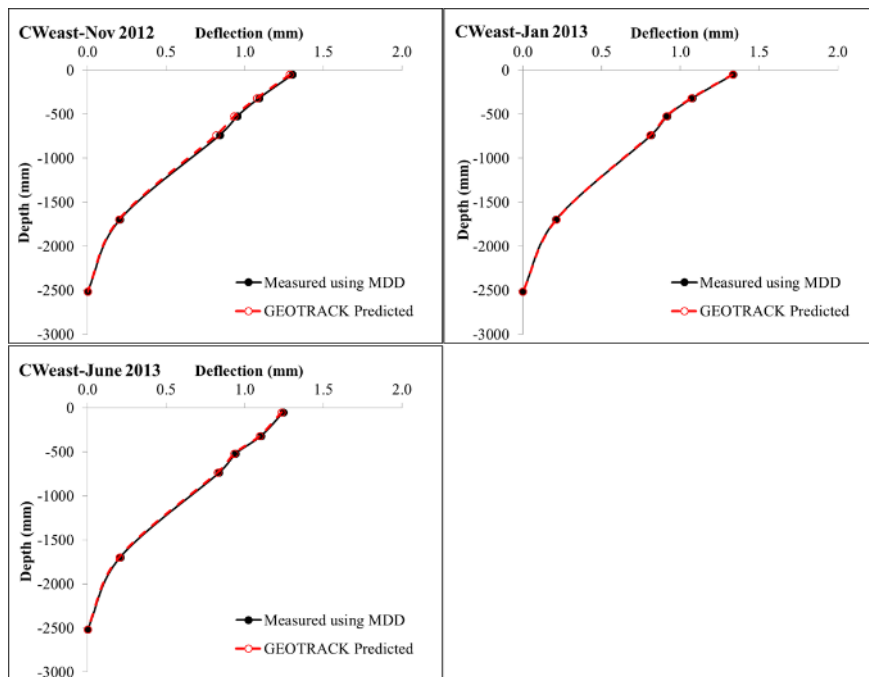 CWeast-Nov 2012
Deflection (mm)
0.0 0.5 1.0 1.5 2.0
0
-500
-1000
-1500
-2000
-2500
-3000
Depth (mm)
Measured using MDD
GEOTRACK Predicted
CWeast-Jan 2013
Deflection (mm)
0.0 0.5 1.0 1.5 2.0
0
-500
-1000
-1500
-2000
-2500
-3000
Depth (mm)
Measured using MDD
GEOTRACK Predicted
CWeast-June 2013
Deflection (mm)
0.0 0.5 1.0 1.5 2.0
0
-500
-1000
-1500
-2000
-2500
-3000
Depth (mm)
Measured using MDD
GEOTRACK Predicted